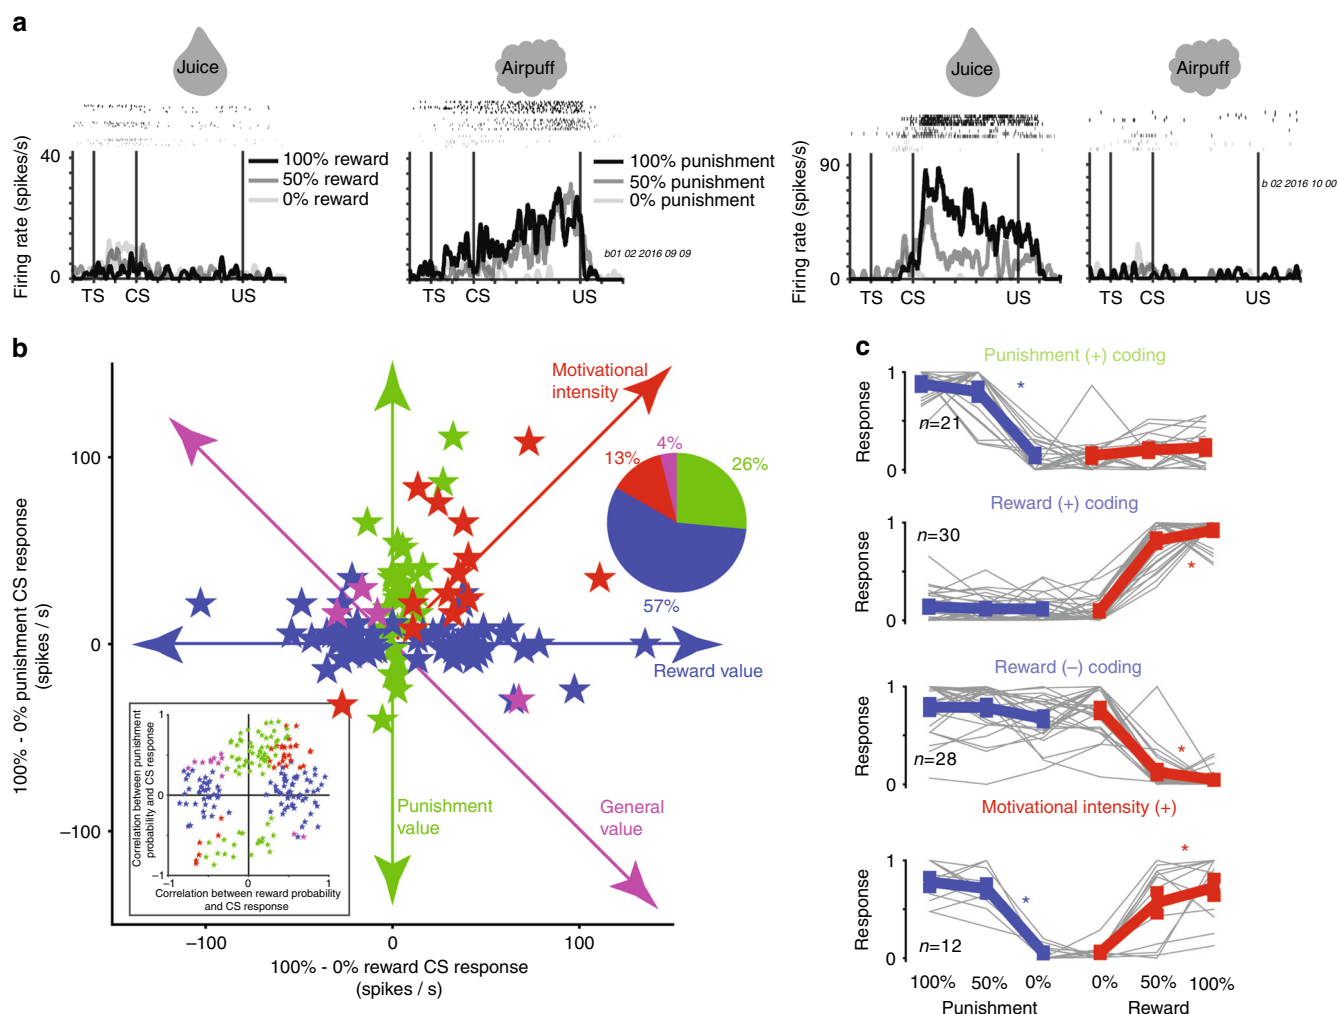 a
Juice
Airpuff
Juice
Airpuff
Firing rate (spikes/s)
40
0
100% reward
50% reward
0% reward
TS CS US
100% punishment
50% punishment
0% punishment
b01 02 2016 09 09
TS CS US
Firing rate (spikes/s)
90
0
TS CS US
b 02 2016 10 00
TS CS US
b
100% - 0% punishment CS response
(spikes / s)
100
0
−100
−100 0 100
100% - 0% reward CS response
(spikes / s)
Motivational
intensity
4%
13%
26%
57%
Reward value
Punishment
value
General
value
Correlation between punishment
probability and CS response
1
0
−1
−1 0 1
Correlation between reward probability
and CS response
c
Punishment (+) coding
Response
1
0
*
n=21
Reward (+) coding
Response
1
0
n=30
*
Reward (–) coding
Response
1
0
n=28
*
Motivational intensity (+)
Response
1
0
*
*
n=12
100% 50% 0% 0% 50% 100%
Punishment Reward